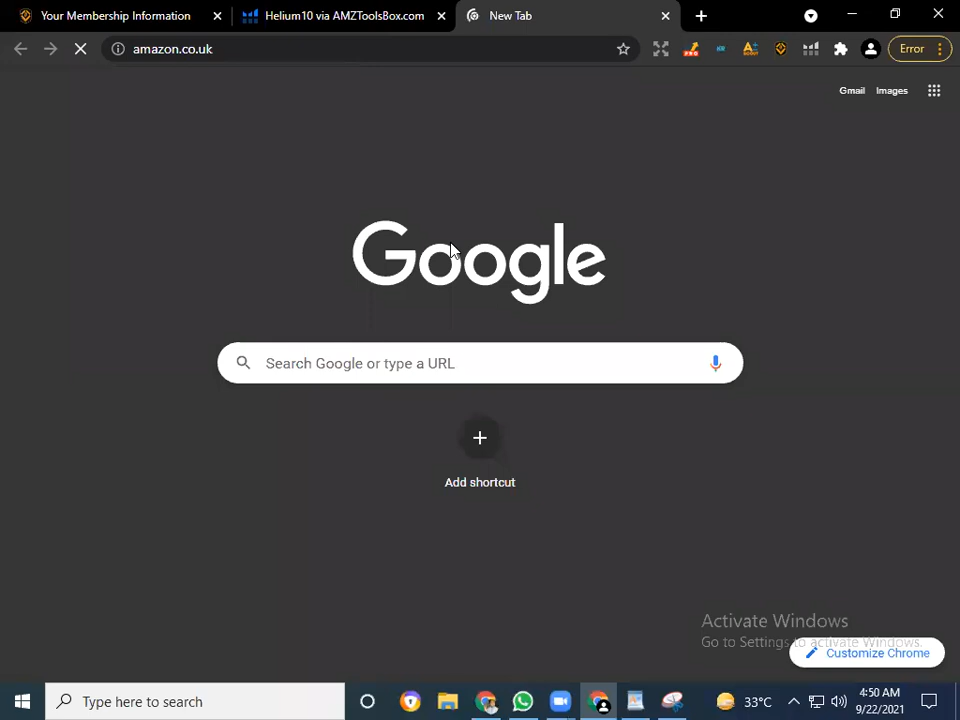 Your Membership Information
Helium10 via AMZToolsBox.com
New Tab
amazon.co.uk
Error
Gmail
Images
Google
Search Google or type a URL
Add shortcut
Activate Windows
Go to Settings to activate Windows.
Customize Chrome
Type here to search
33°C
4:50 AM
9/22/2021